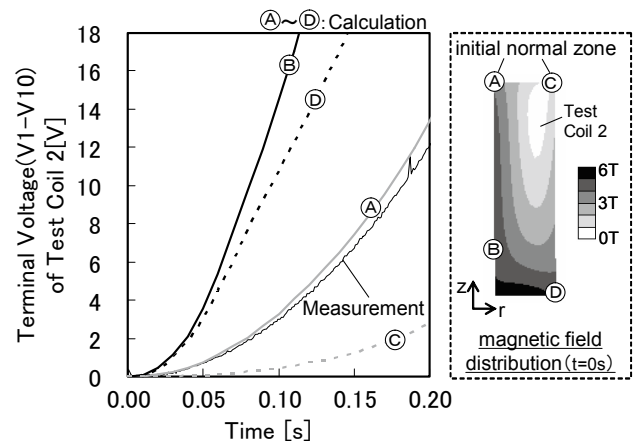 Ⓐ～Ⓓ: Calculation
Terminal Voltage(V1-V10)
of Test Coil 2[V]
18
16
14
12
10
8
6
4
2
0
Ⓑ
Ⓓ
Ⓐ
Measurement
Ⓒ
0.00
0.05
0.10
0.15
0.20
Time [s]
initial normal zone
Ⓐ
Ⓒ
Test
Coil 2
6T
3T
0T
Ⓑ
Ⓓ
z
r
magnetic field
distribution(t=0s)